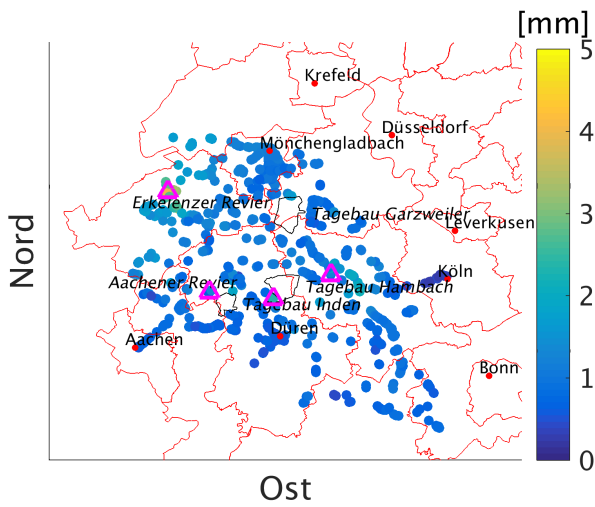 [mm]
5
Krefeld
Düsseldorf
4
Mönchengladbach
Erkelenzer Revier
Tagebau Garzweiler
Leverkusen
3
Nord
Köln
Aachener Revier
Tagebau Hambach
2
Tagebau Inden
Düren
Aachen
1
Bonn
0
Ost